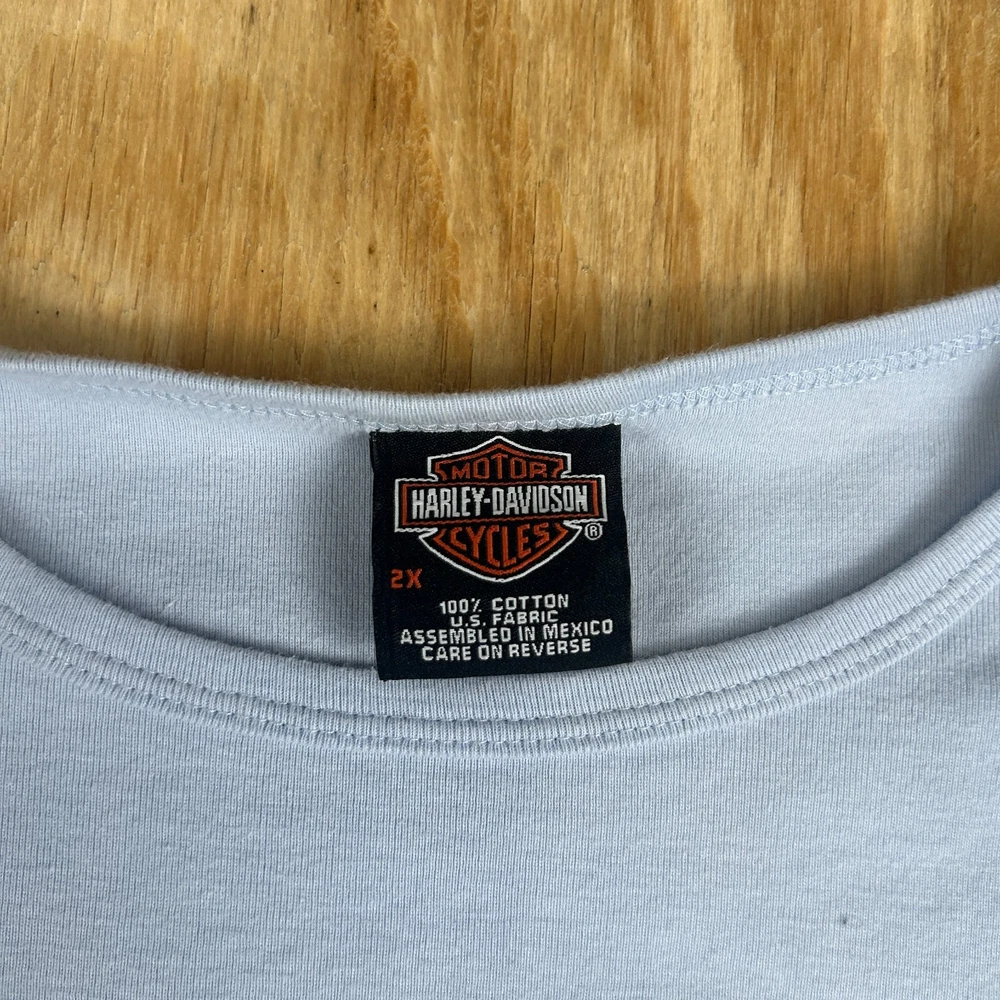 MOTOR
HARLEY-DAVIDSON
CYCLES
®
2X
100% COTTON
U.S. FABRIC
ASSEMBLED IN MEXICO
CARE ON REVERSE